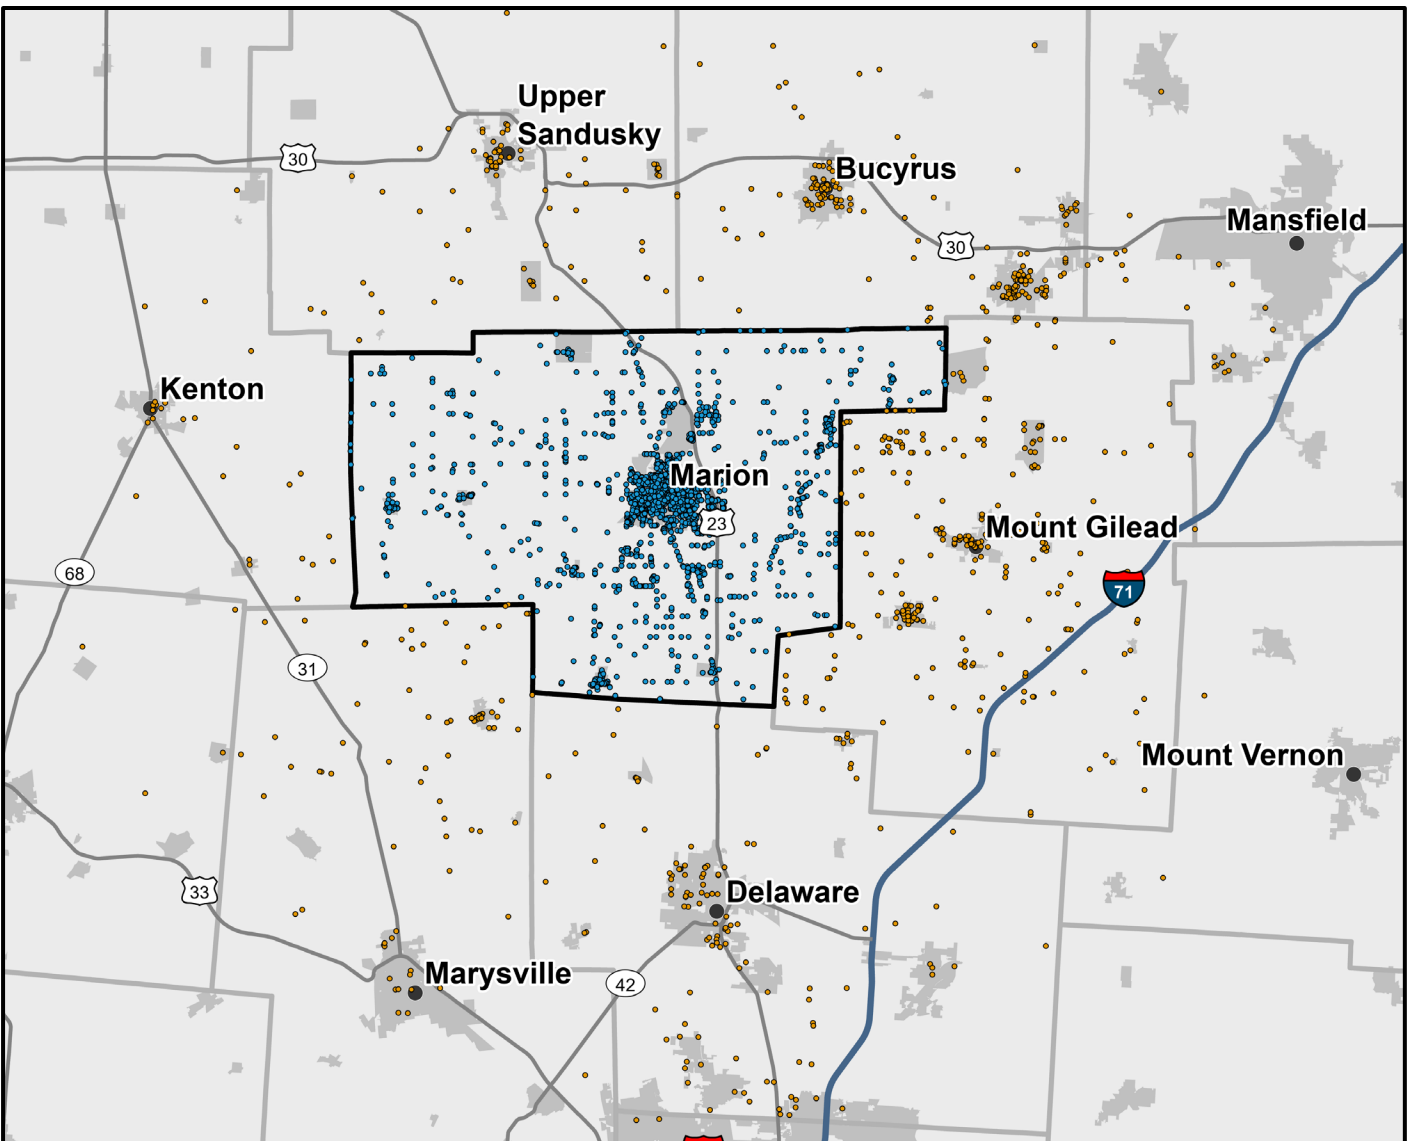 Upper
Sandusky
30
Bucyrus
Mansfield
30
Kenton
Marion
23
Mount Gilead
68
71
31
Mount Vernon
33
Delaware
Marysville
42